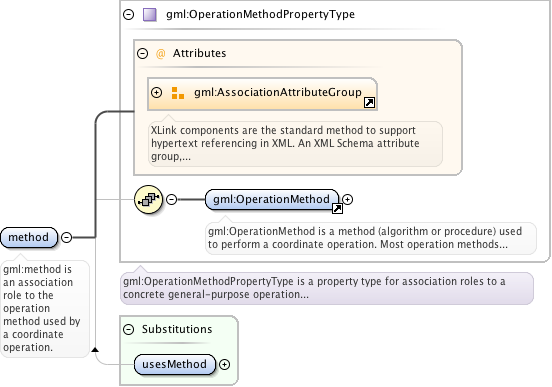 gml:OperationMethodPropertyType
@ Attributes
gml:AssociationAttributeGroup
XLink components are the standard method to support
hypertext referencing in XML. An XML Schema attribute
group,...
gml:OperationMethod
gml:OperationMethod is a method (algorithm or procedure) used
to perform a coordinate operation. Most operation methods...
method
gml:method is
an association
role to the
operation
method used by
a coordinate
operation.
gml:OperationMethodPropertyType is a property type for association roles to a
concrete general-purpose operation...
Substitutions
usesMethod